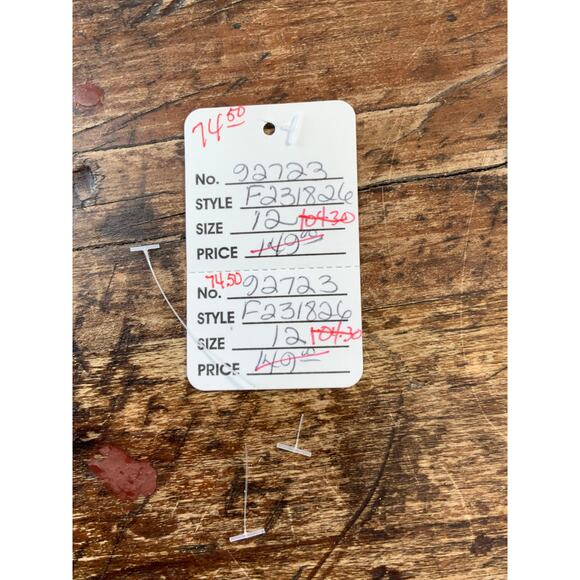 74 50
No. 92723
STYLE F231826
SIZE 12 104.30
PRICE 149.00
74.50
No. 92723
STYLE F231826
SIZE 12 104.30
PRICE 149.00